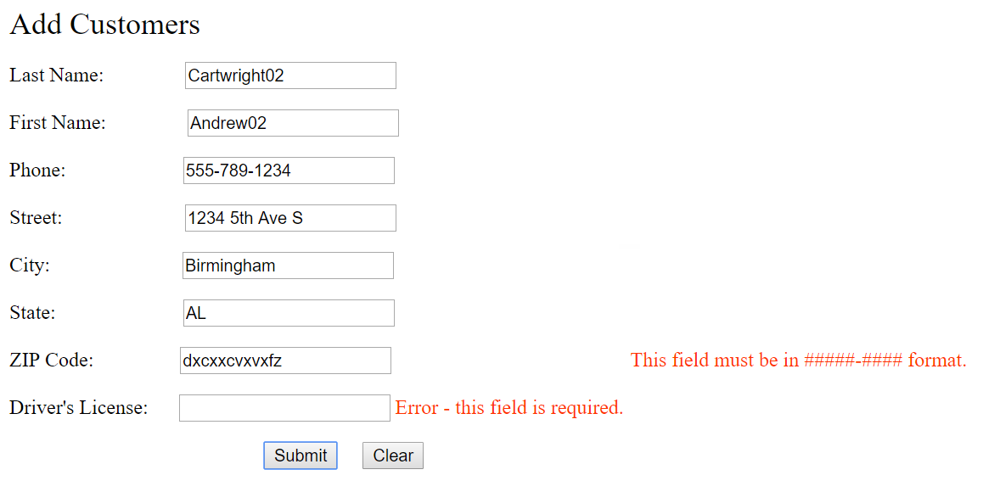 Add Customers
Last Name: Cartwright02
First Name: Andrew02
Phone: 555-789-1234
Street: 1234 5th Ave S
City: Birmingham
State: AL
ZIP Code: dxcxxcvxvxfz This field must be in #####-#### format.
Driver's License: Error - this field is required.
Submit Clear